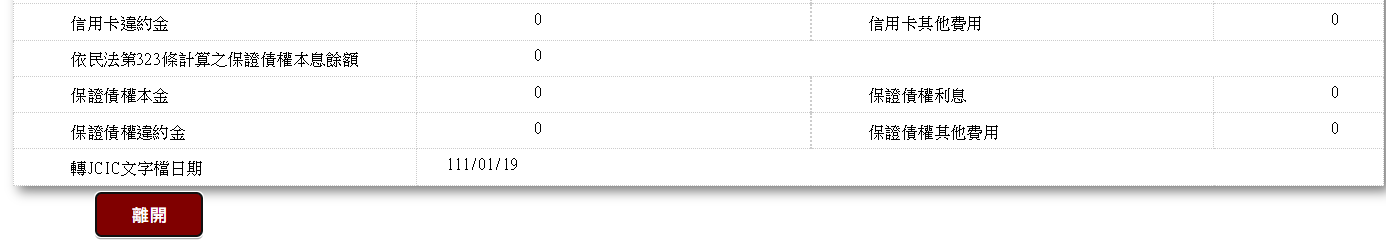 信用卡違約金 0 信用卡其他費用 0
依民法第323條計算之保證債權本息餘額 0
保證債權本金 0 保證債權利息 0
保證債權違約金 0 保證債權其他費用 0
轉JCIC文字檔日期 111/01/19
離開